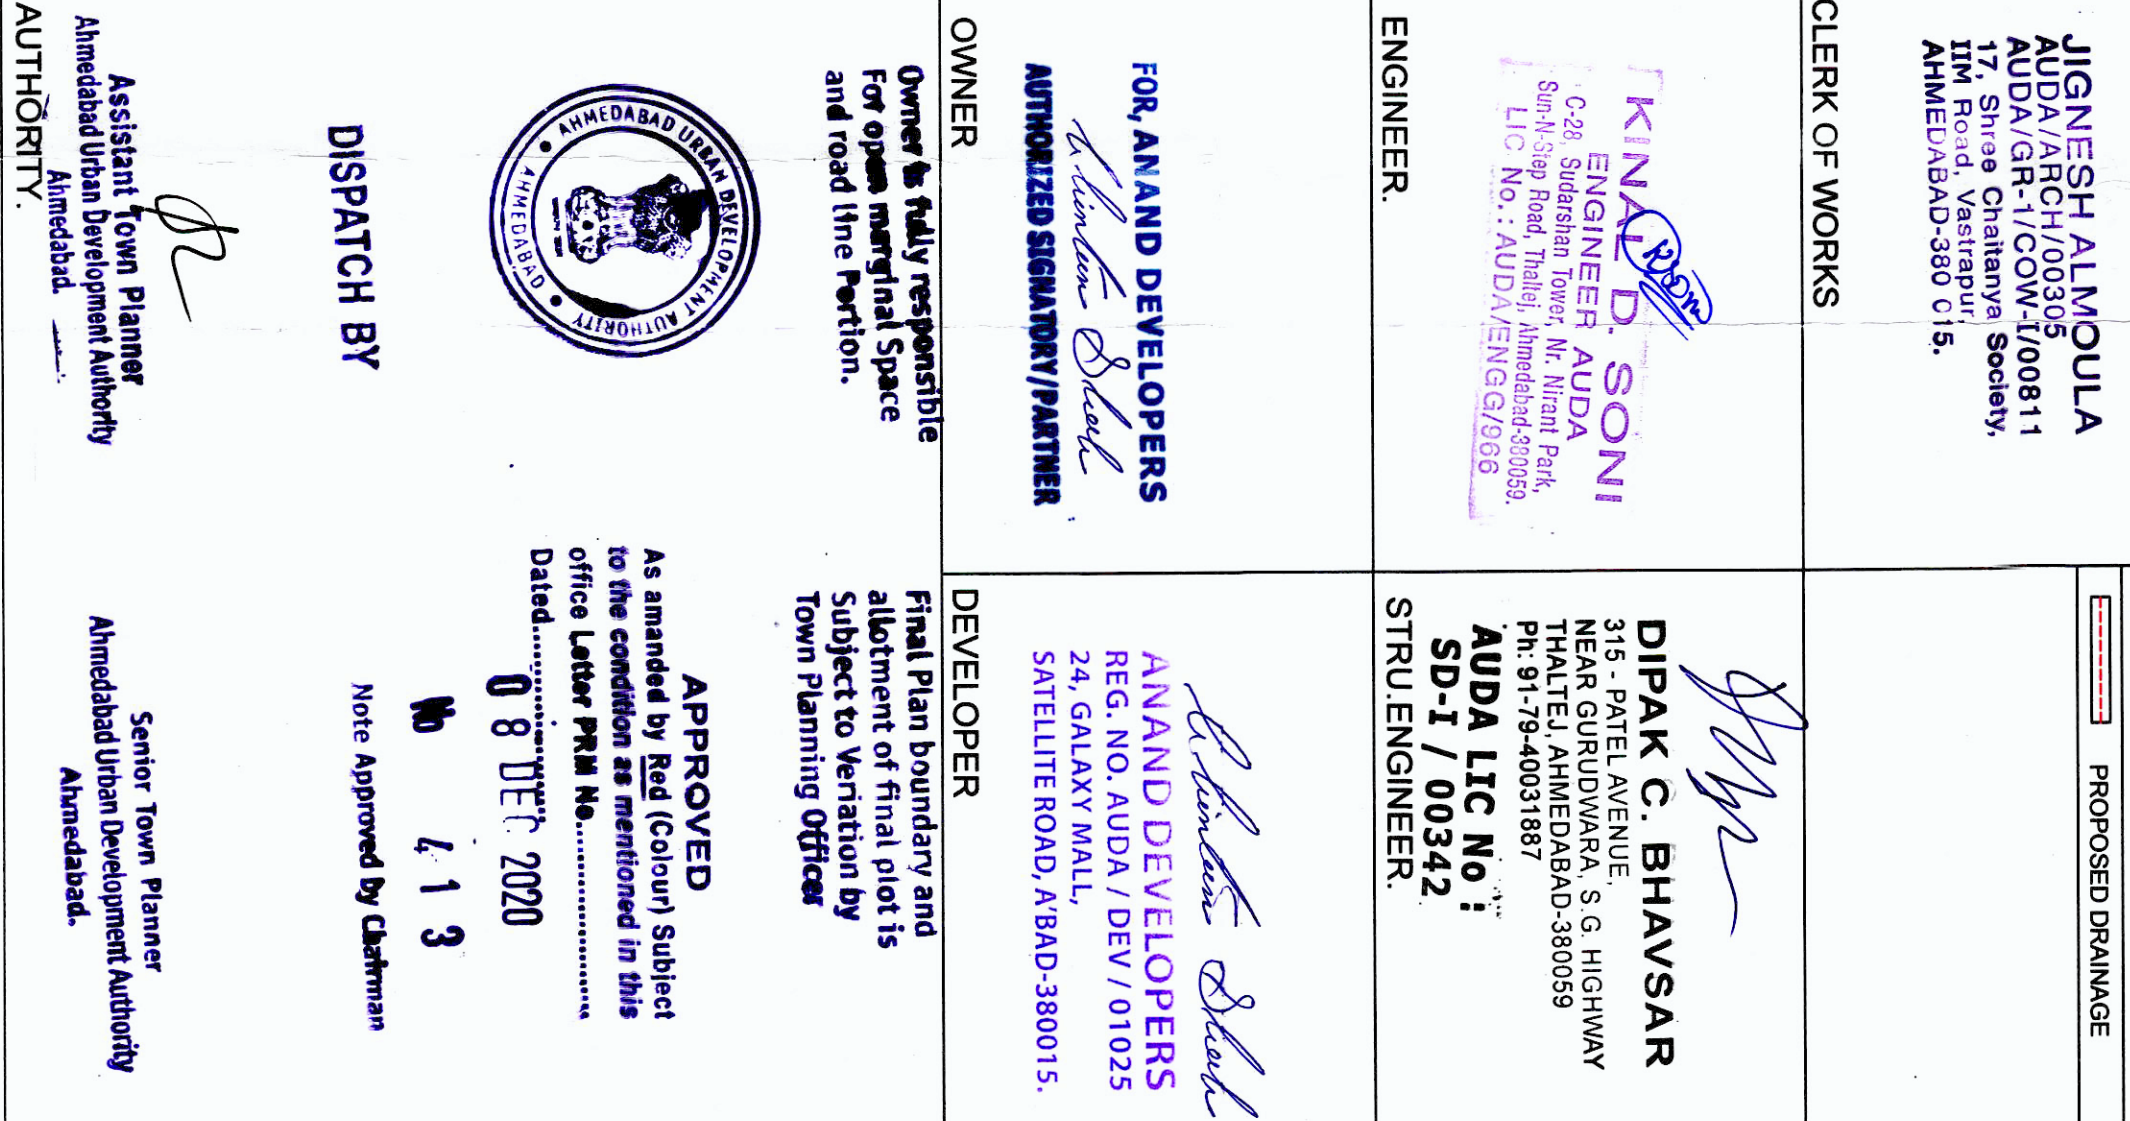 PROPOSED DRAINAGE
JIGNESH ALMOULA
AUDA/ARCH/00305
AUDA/GR-1/COW-I/00811
17, Shree Chaitanya Society,
IIM Road, Vastrapur,
AHMEDABAD-380 015.
CLERK OF WORKS
KINAL D. SONI
ENGINEER AUDA
C-28, Sudarshan Tower, Nr. Nirant Park,
Sun-N-Step Road, Thaltej, Ahmedabad-380059.
LIC. No.: AUDA/ENGG/966
ENGINEER.
DIPAK C. BHAVSAR
315 - PATEL AVENUE,
NEAR GURUDWARA, S.G. HIGHWAY
THALTEJ, AHMEDABAD-380059
Ph: 91-79-40031887
AUDA LIC No :
SD-I / 00342
STRU.ENGINEER.
FOR, ANAND DEVELOPERS
Chintan Shah
AUTHORIZED SIGNATORY/PARTNER
OWNER
Chintan Shah
ANAND DEVELOPERS
REG. NO. AUDA / DEV / 01025
24, GALAXY MALL,
SATELLITE ROAD, A'BAD-380015.
DEVELOPER
Owner is fully responsible
For open marginal Space
and road line Portion.
AHMEDABAD URBAN DEVELOPMENT AUTHORITY
AHMEDABAD
DISPATCH BY
Assistant Town Planner
Ahmedabad Urban Development Authority
Ahmedabad.
AUTHORITY.
Final Plan boundary and
allotment of final plot is
Subject to Veriation by
Town Planning Officer
APPROVED
As amanded by Red (Colour) Subject
to the condition as mentioned in this
office Letter PRM No...............
Dated...............
08 DEC 2020
No 413
Note Approved by Chairman
Senior Town Planner
Ahmedabad Urban Development Authority
Ahmedabad.